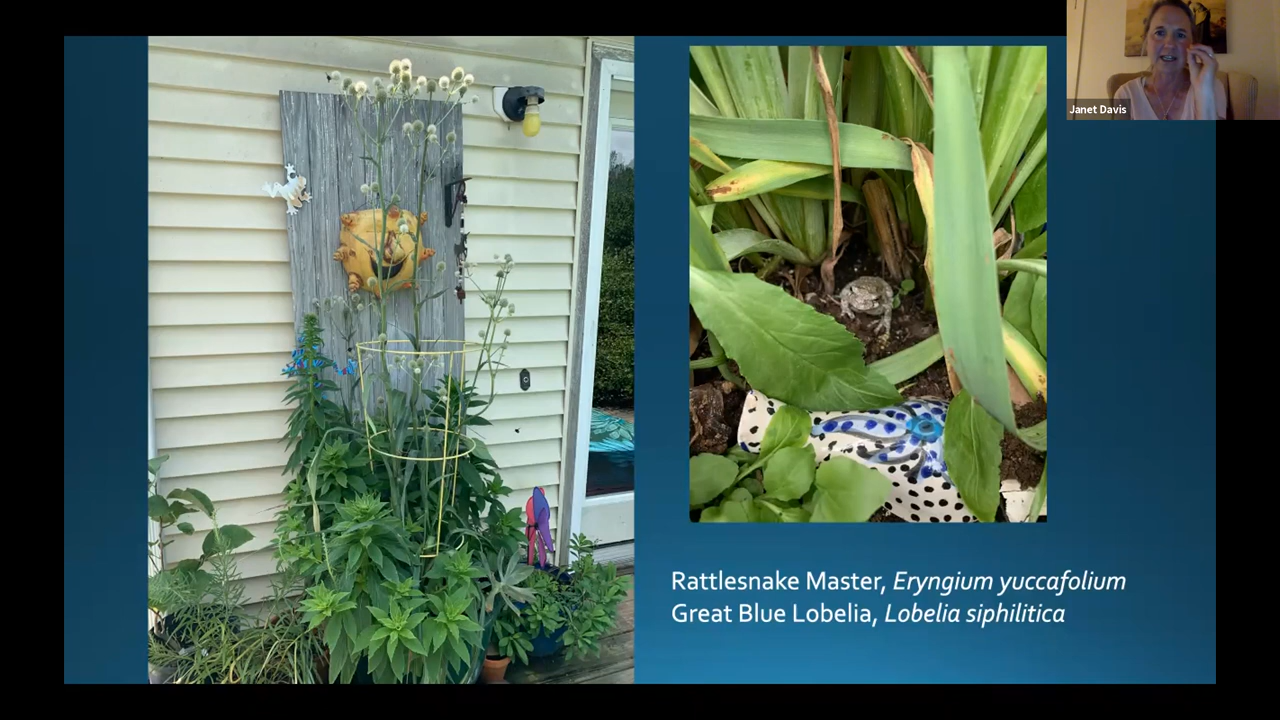 Janet Davis
Rattlesnake Master, Eryngium yuccafolium
Great Blue Lobelia, Lobelia siphilitica